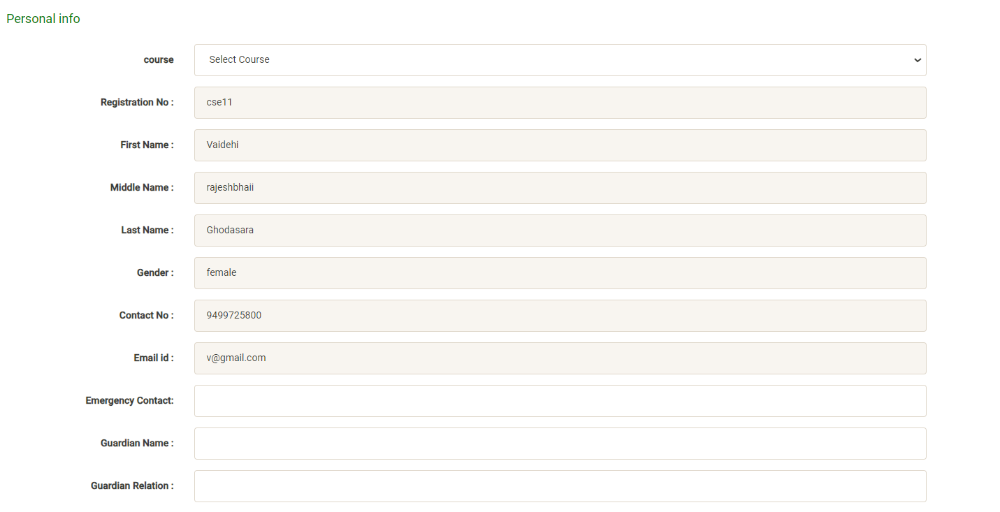 Personal info
course Select Course
Registration No : cse11
First Name : Vaidehi
Middle Name : rajeshbhaii
Last Name : Ghodasara
Gender : female
Contact No : 9499725800
Email id : v@gmail.com
Emergency Contact:
Guardian Name :
Guardian Relation :